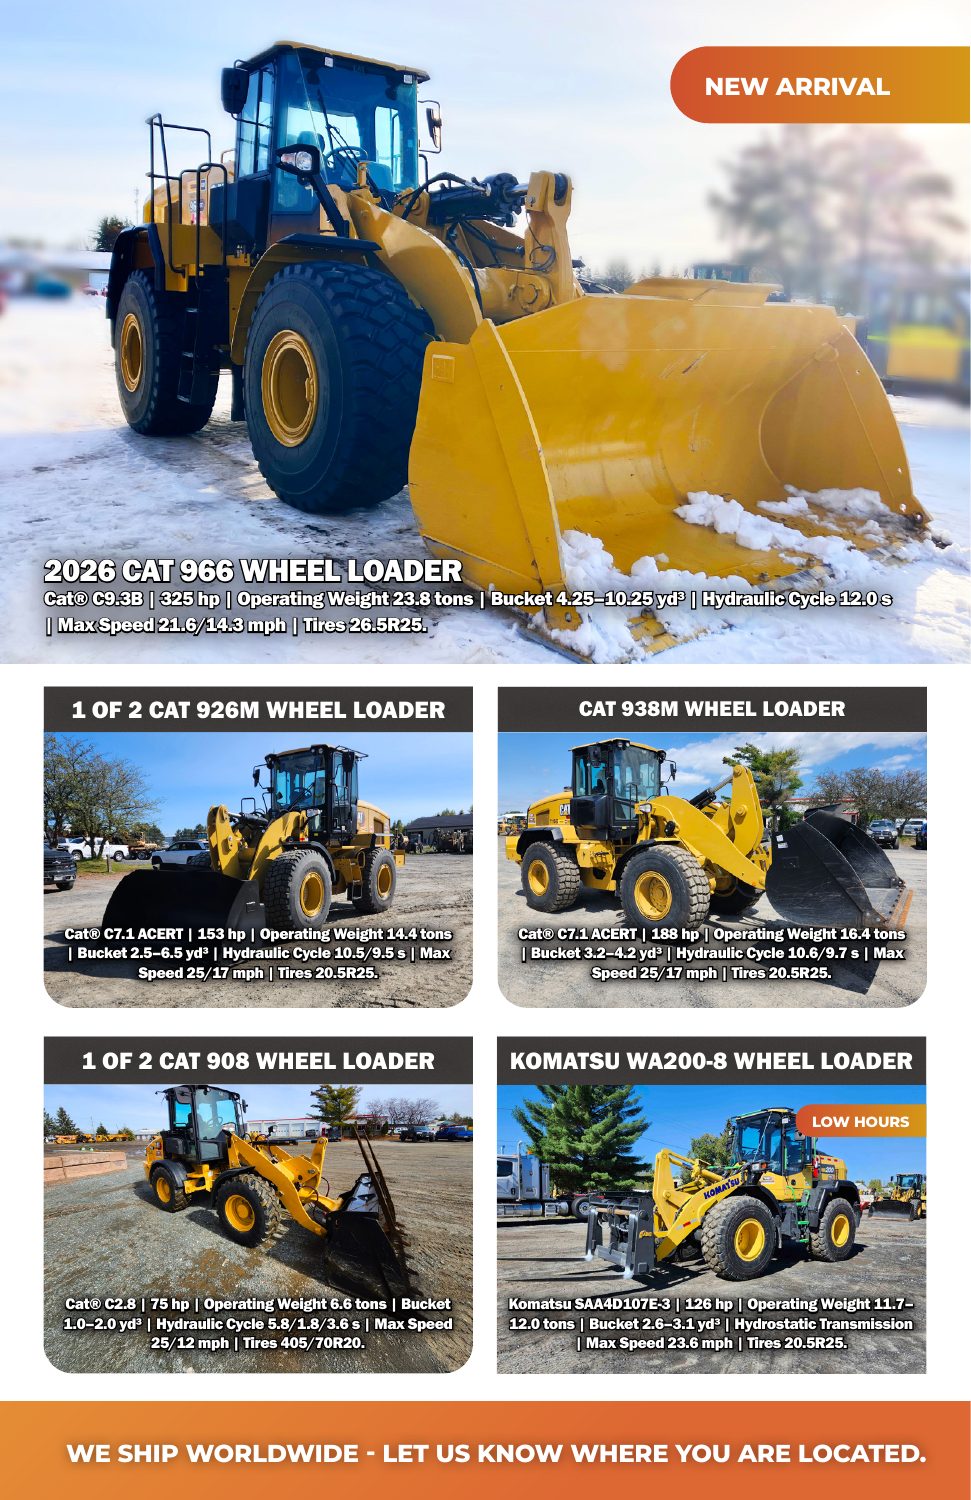 NEW ARRIVAL
2026 CAT 966 WHEEL LOADER
Cat® C9.3B | 325 hp | Operating Weight 23.8 tons | Bucket 4.25–10.25 yd³ | Hydraulic Cycle 12.0 s
| Max Speed 21.6/14.3 mph | Tires 26.5R25.
1 OF 2 CAT 926M WHEEL LOADER
Cat® C7.1 ACERT | 153 hp | Operating Weight 14.4 tons
| Bucket 2.5–6.5 yd³ | Hydraulic Cycle 10.5/9.5 s | Max
Speed 25/17 mph | Tires 20.5R25.
CAT 938M WHEEL LOADER
CAT
Cat® C7.1 ACERT | 188 hp | Operating Weight 16.4 tons
| Bucket 3.2–4.2 yd³ | Hydraulic Cycle 10.6/9.7 s | Max
Speed 25/17 mph | Tires 20.5R25.
1 OF 2 CAT 908 WHEEL LOADER
Cat® C2.8 | 75 hp | Operating Weight 6.6 tons | Bucket
1.0–2.0 yd³ | Hydraulic Cycle 5.8/1.8/3.6 s | Max Speed
25/12 mph | Tires 405/70R20.
KOMATSU WA200-8 WHEEL LOADER
LOW HOURS
KOMATSU
Komatsu SAA4D107E-3 | 126 hp | Operating Weight 11.7–
12.0 tons | Bucket 2.6–3.1 yd³ | Hydrostatic Transmission
| Max Speed 23.6 mph | Tires 20.5R25.
WE SHIP WORLDWIDE - LET US KNOW WHERE YOU ARE LOCATED.